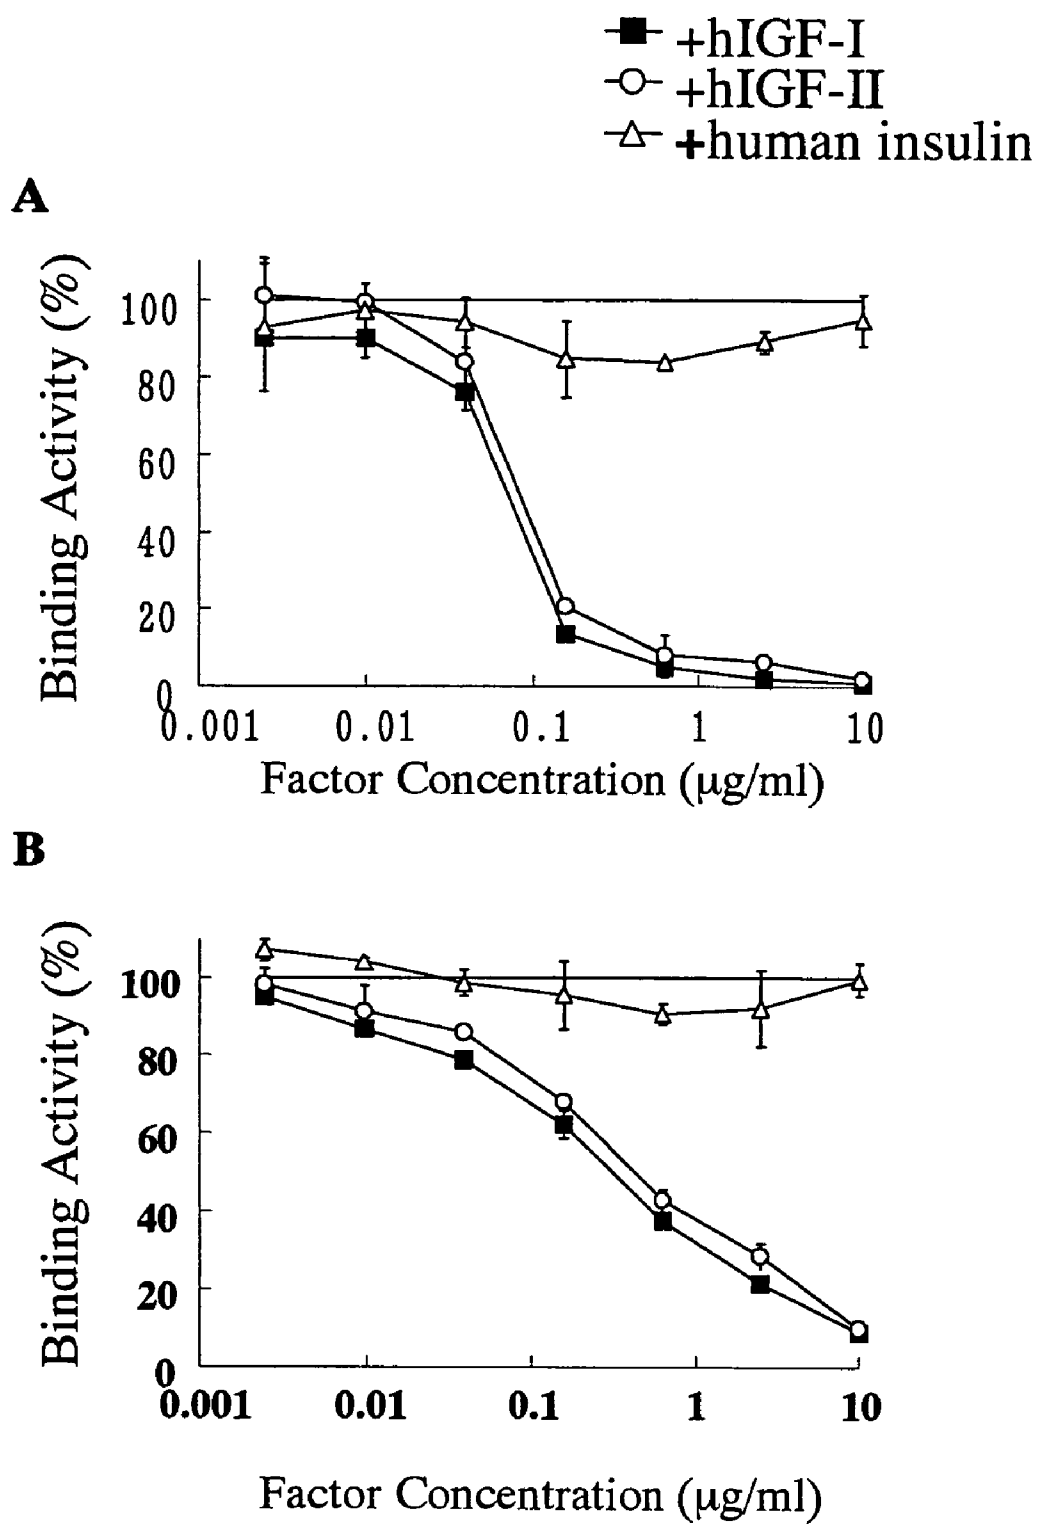 +hIGF-I
+hIGF-II
+human insulin
A
Binding Activity (%)
100
80
60
40
20
0
0.001 0.01 0.1 1 10
Factor Concentration (μg/ml)
B
Binding Activity (%)
100
80
60
40
20
0
0.001 0.01 0.1 1 10
Factor Concentration (μg/ml)